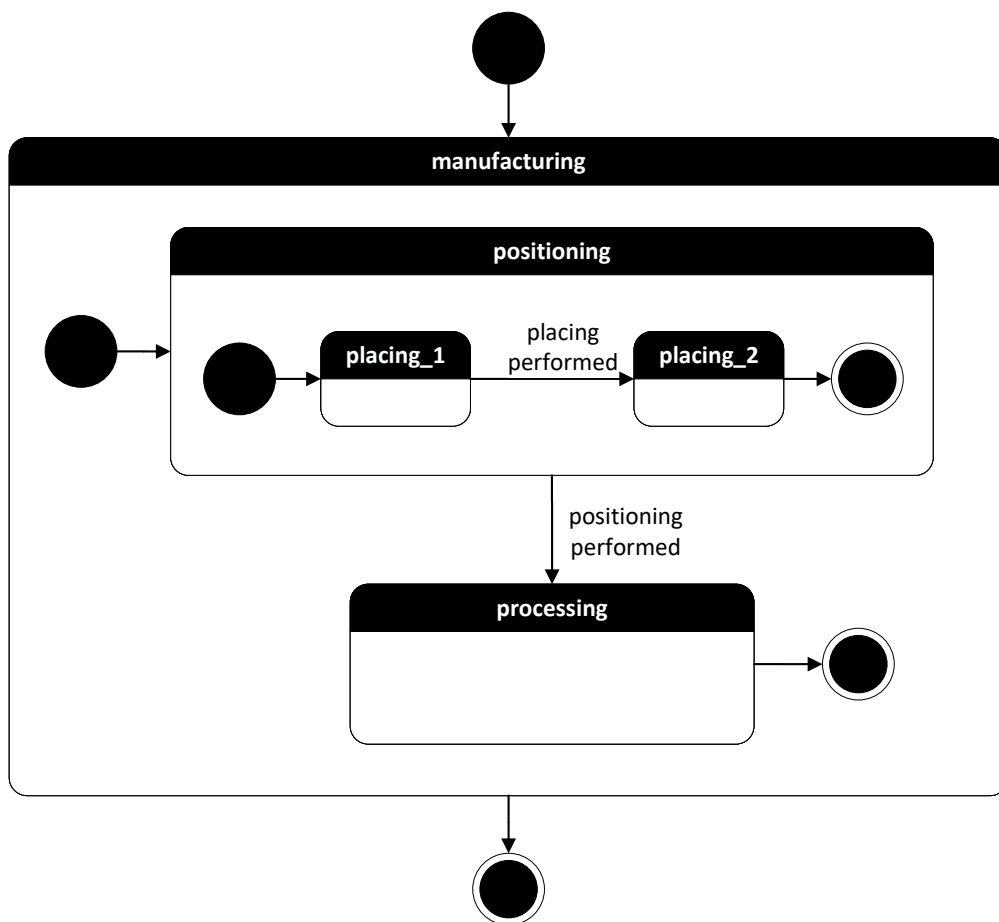 manufacturing
positioning
placing_1
placing
performed
placing_2
positioning
performed
processing